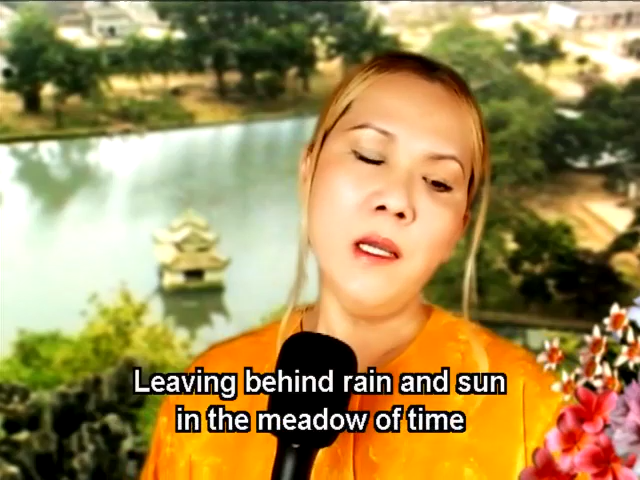 Leaving behind rain and sun
in the meadow of time